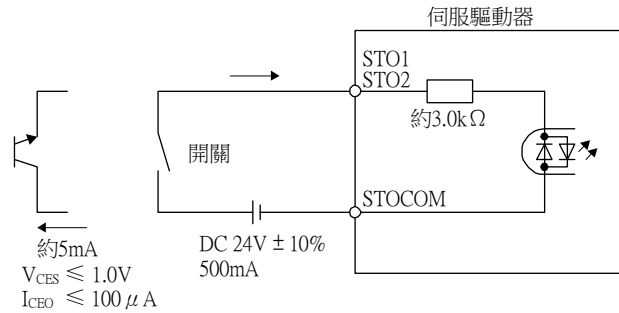 伺服驅動器
STO1
STO2
約3.0kΩ
開關
STOCOM
約5mA
DC 24V ± 10%
500mA
VCES ≦ 1.0V
ICEO ≦ 100 μ A